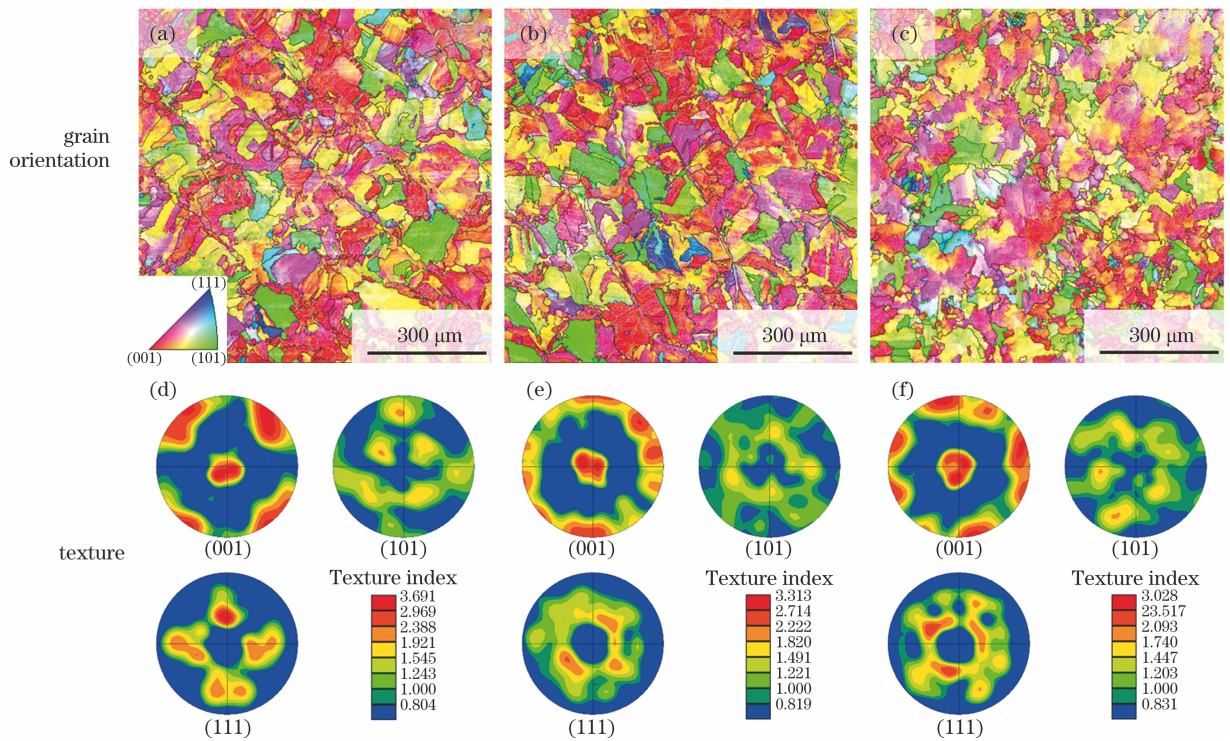 (a)
(b)
(c)
grain
orientation
(111)
(001)
(101)
300 μm
300 μm
300 μm
(d)
(e)
(f)
texture
(001)
(101)
(001)
(101)
(001)
(101)
Texture index
3.691
2.969
2.388
1.921
1.545
1.243
1.000
0.804
(111)
Texture index
3.313
2.714
2.222
1.820
1.491
1.221
1.000
0.819
(111)
Texture index
3.028
23.517
2.093
1.740
1.447
1.203
1.000
0.831
(111)